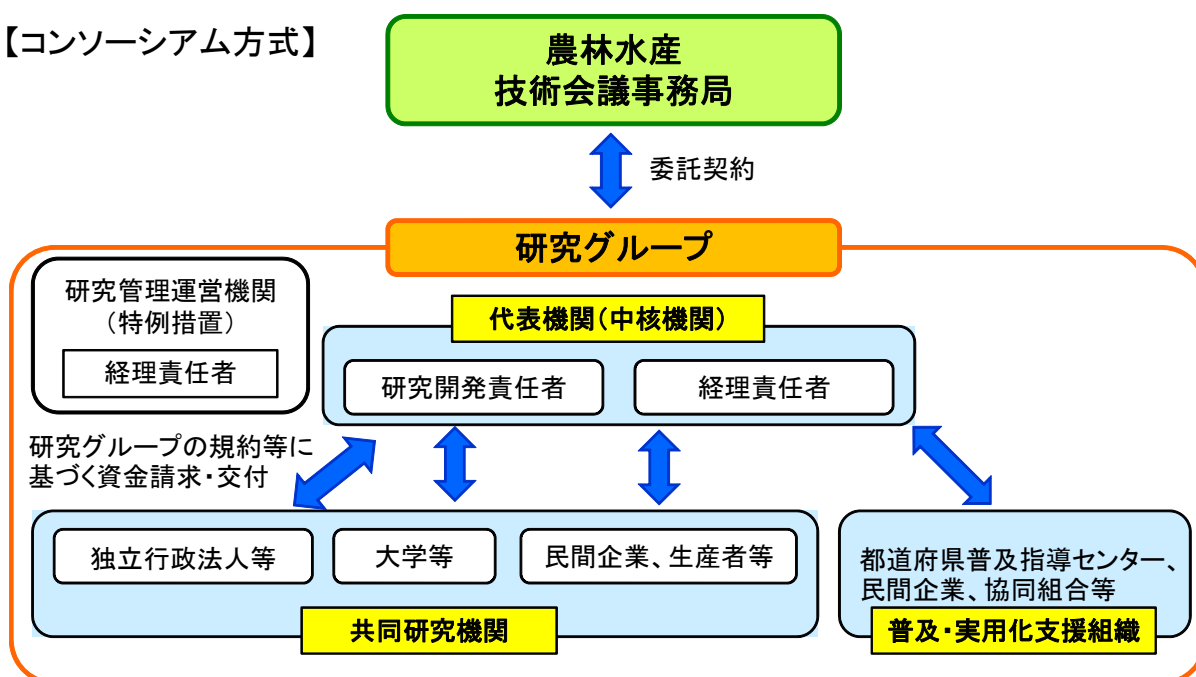 【コンソーシアム方式】
農林水産
技術会議事務局
委託契約
研究グループ
研究管理運営機関
（特例措置）
経理責任者
代表機関（中核機関）
研究開発責任者
経理責任者
研究グループの規約等に
基づく資金請求・交付
独立行政法人等
大学等
民間企業、生産者等
共同研究機関
都道府県普及指導センター、
民間企業、協同組合等
普及・実用化支援組織